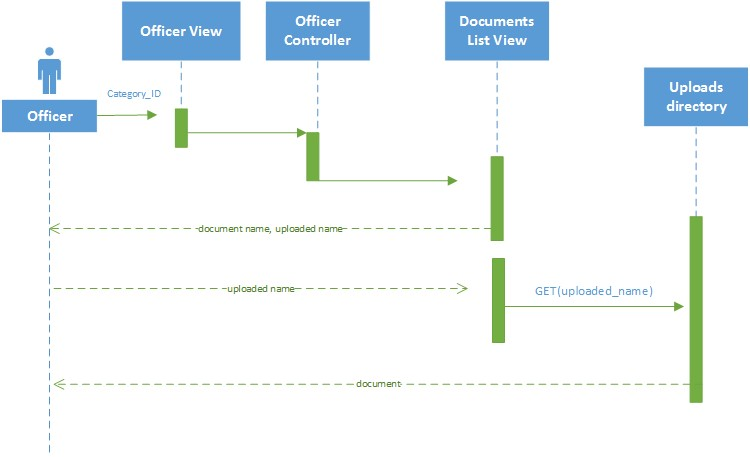 Officer View
Officer
Controller
Documents
List View
Uploads
directory
Officer
Category_ID
document name, uploaded name
uploaded name
GET(uploaded_name)
document